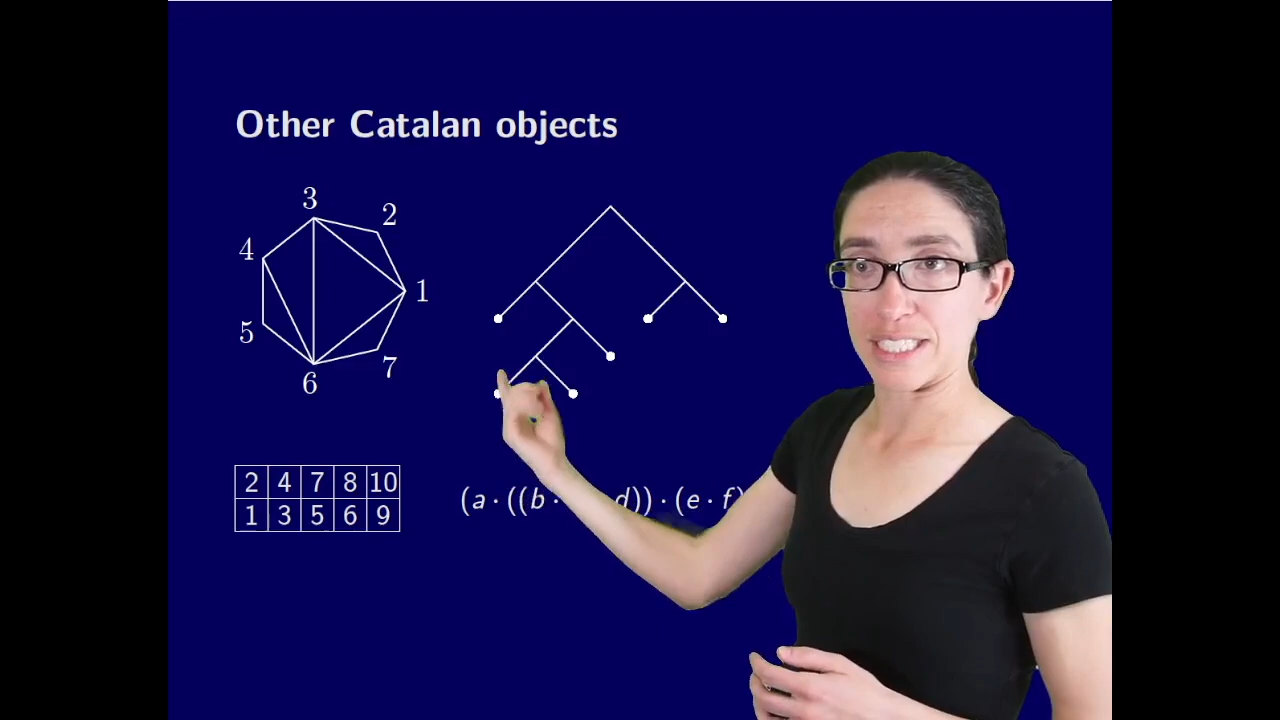 Other Catalan objects
3
2
4
1
5
7
6
2 4 7 8 10
1 3 5 6 9
(a · ((b · d)) · (e · f)